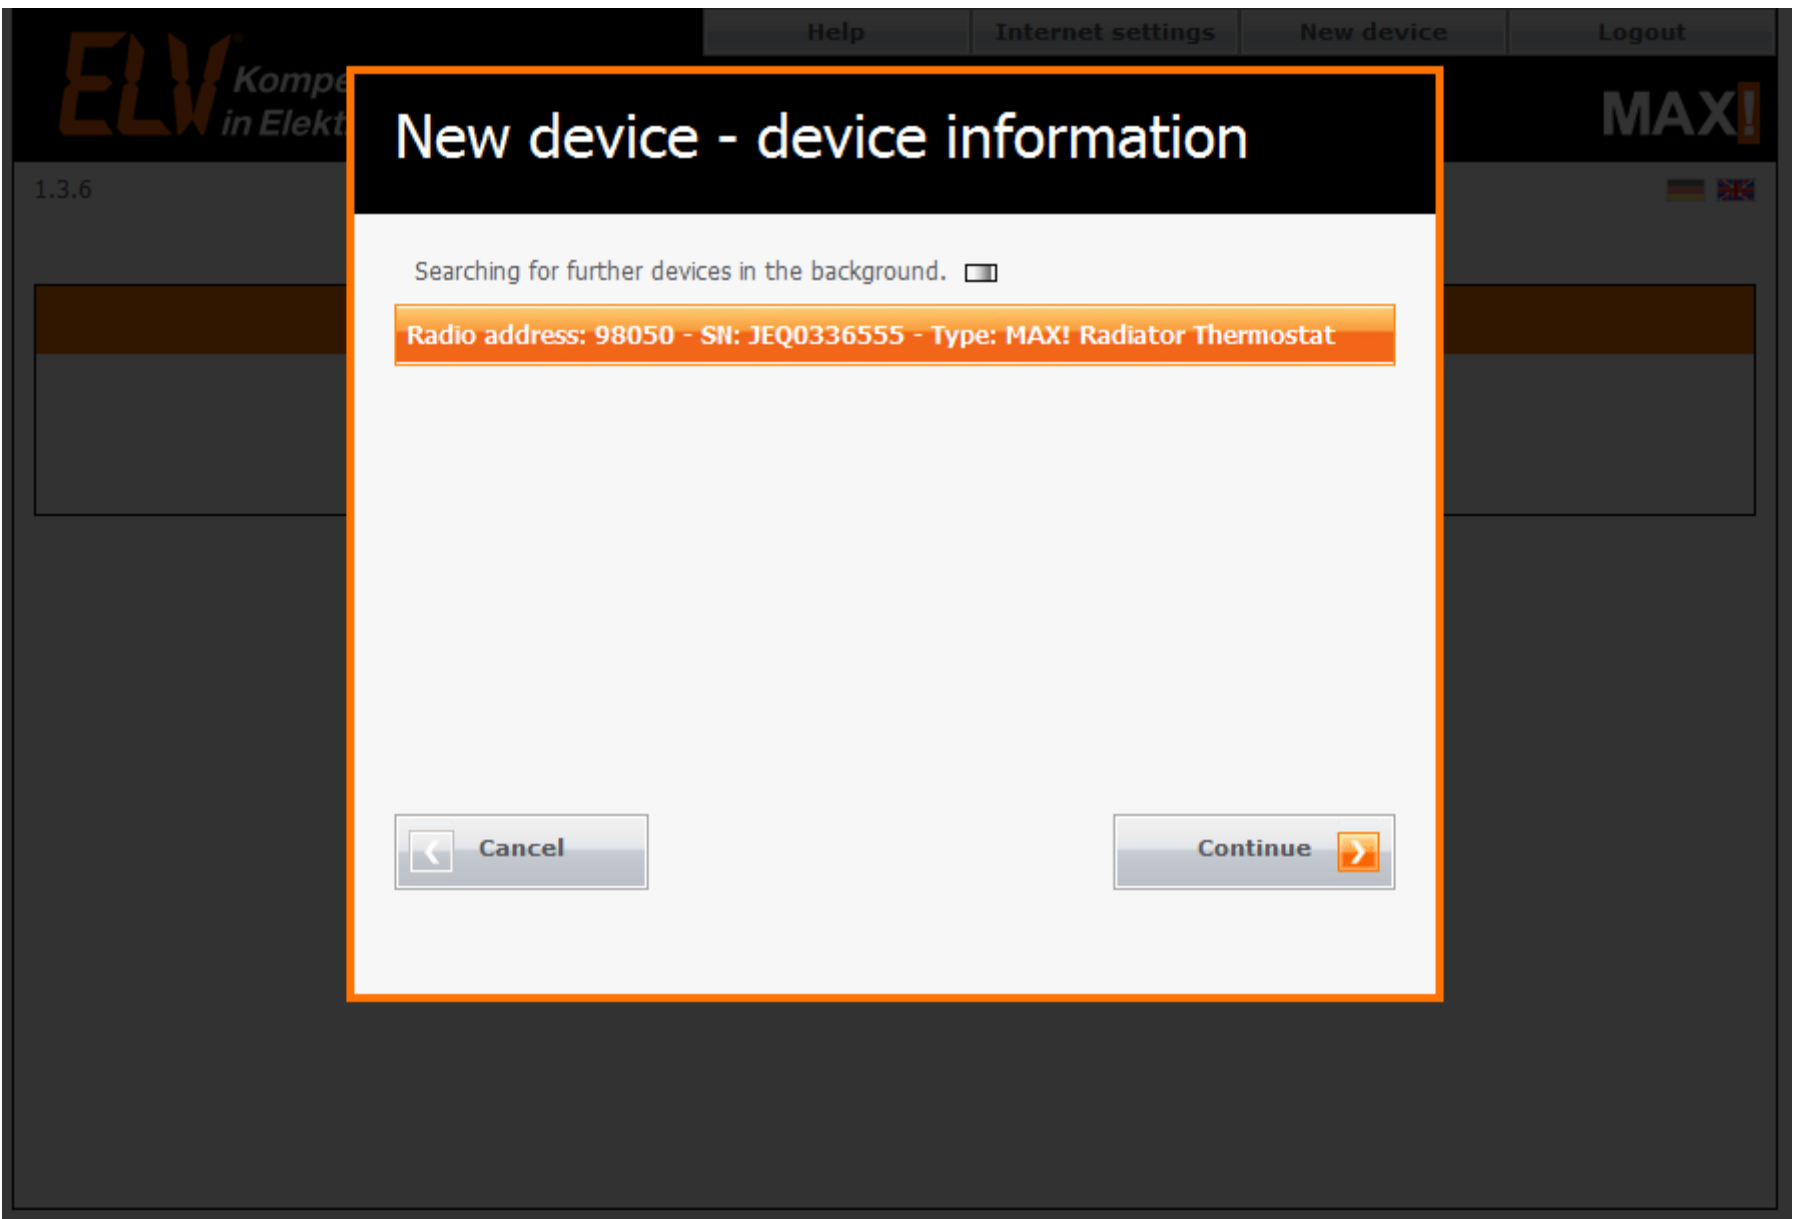 Help Internet settings New device Logout
ELV
Kompe
in Elekt
MAX!
New device - device information
1.3.6
Searching for further devices in the background.
Radio address: 98050 - SN: JEQ0336555 - Type: MAX! Radiator Thermostat
Cancel Continue